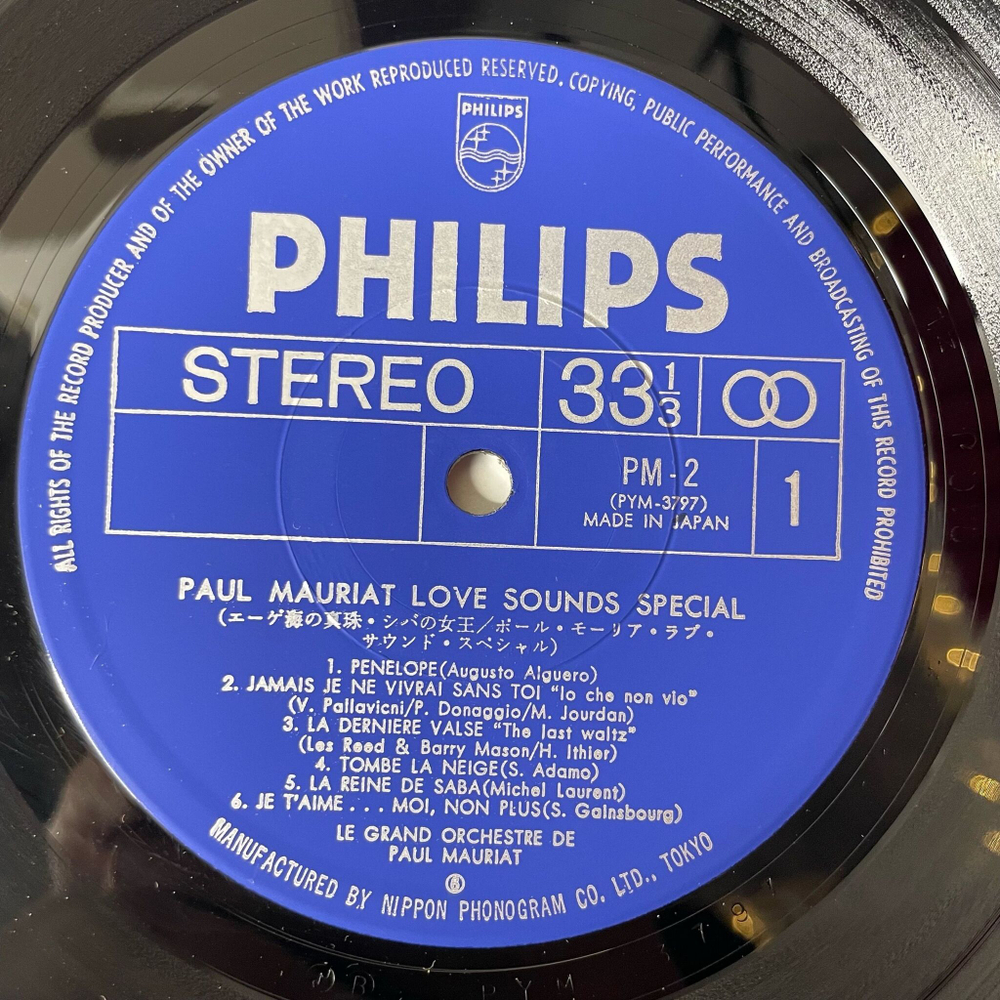 ALL RIGHTS OF THE RECORD PRODUCER AND OF THE OWNER OF THE WORK REPRODUCED RESERVED. COPYING, PUBLIC PERFORMANCE AND BROADCASTING OF THIS RECORD PROHIBITED
PHILIPS
PHILIPS
STEREO
33 1/3
PM-2
(PYM-3797)
MADE IN JAPAN
1
PAUL MAURIAT LOVE SOUNDS SPECIAL
(エーゲ海の真珠・シバの女王/ポール・モーリア・ラブ・
サウンド・スペシャル)
1. PENELOPE(Augusto Alguero)
2. JAMAIS JE NE VIVRAI SANS TOI "Io che non vio"
(V. Pallavicni/P. Donaggio/M. Jourdan)
3. LA DERNIERE VALSE "The last waltz"
(Les Reed & Barry Mason/H. Ithier)
4. TOMBE LA NEIGE(S. Adamo)
5. LA REINE DE SABA(Michel Laurent)
6. JE T'AIME . . . MOI, NON PLUS(S. Gainsbourg)
LE GRAND ORCHESTRE DE
PAUL MAURIAT
MANUFACTURED BY NIPPON PHONOGRAM CO. LTD., TOKYO
PYM